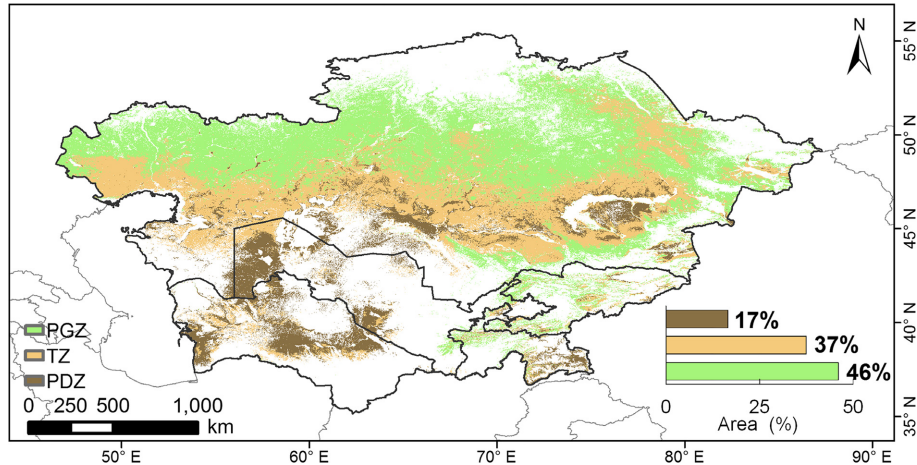 N
55° N
50° N
45° N
40° N
35° N
PGZ
TZ
PDZ
0 250 500 1,000
km
17%
37%
46%
0 25 50
Area (%)
50° E 60° E 70° E 80° E 90° E